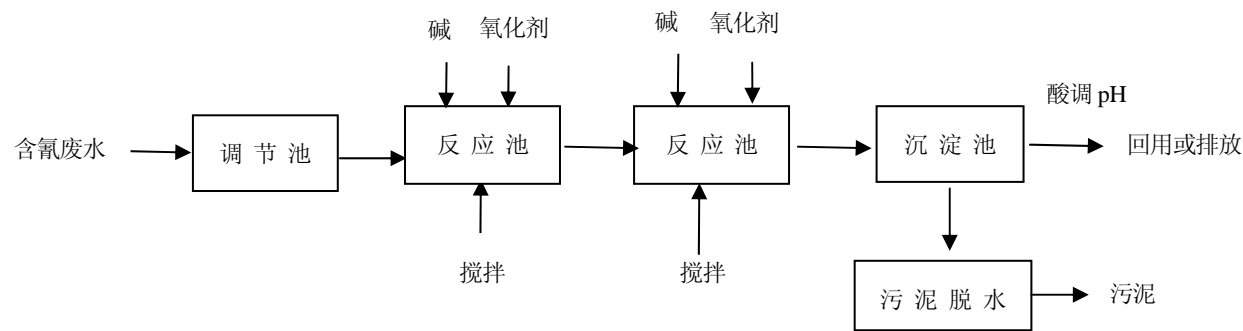 碱 氧化剂
碱 氧化剂
酸调 pH
含氰废水
调节池
反应池
反应池
沉淀池
回用或排放
搅拌
搅拌
污泥脱水
污泥